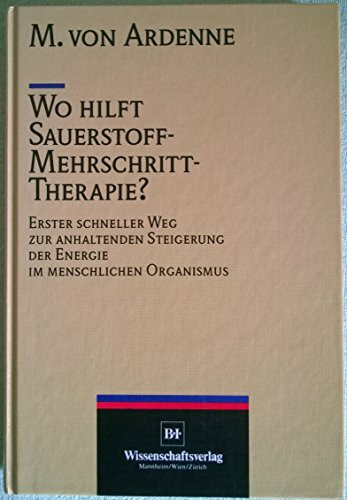 M. VON ARDENNE
WO HILFT
SAUERSTOFF-
MEHRSCHRITT-
THERAPIE?
ERSTER SCHNELLER WEG
ZUR ANHALTENDEN STEIGERUNG
DER ENERGIE
IM MENSCHLICHEN ORGANISMUS
B·I
Wissenschaftsverlag
Mannheim/Wien/Zürich